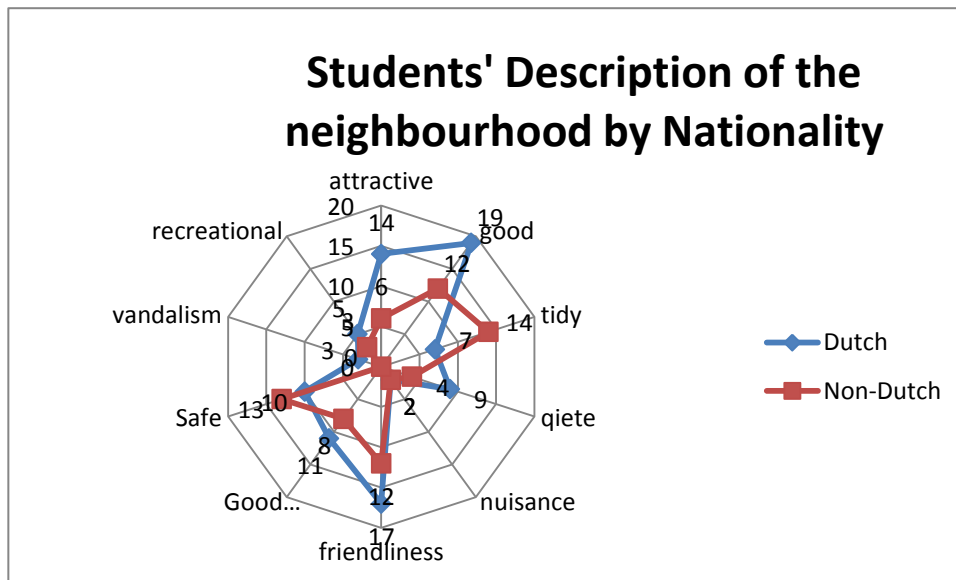 Students' Description of the
neighbourhood by Nationality
attractive
20
14
19
recreational
good
15
12
10
6
5
3
5
vandalism
tidy
14
7
3
0
0
Dutch
4
9
Non-Dutch
Safe
13
10
qiete
2
8
11
Good...
12
nuisance
17
friendliness